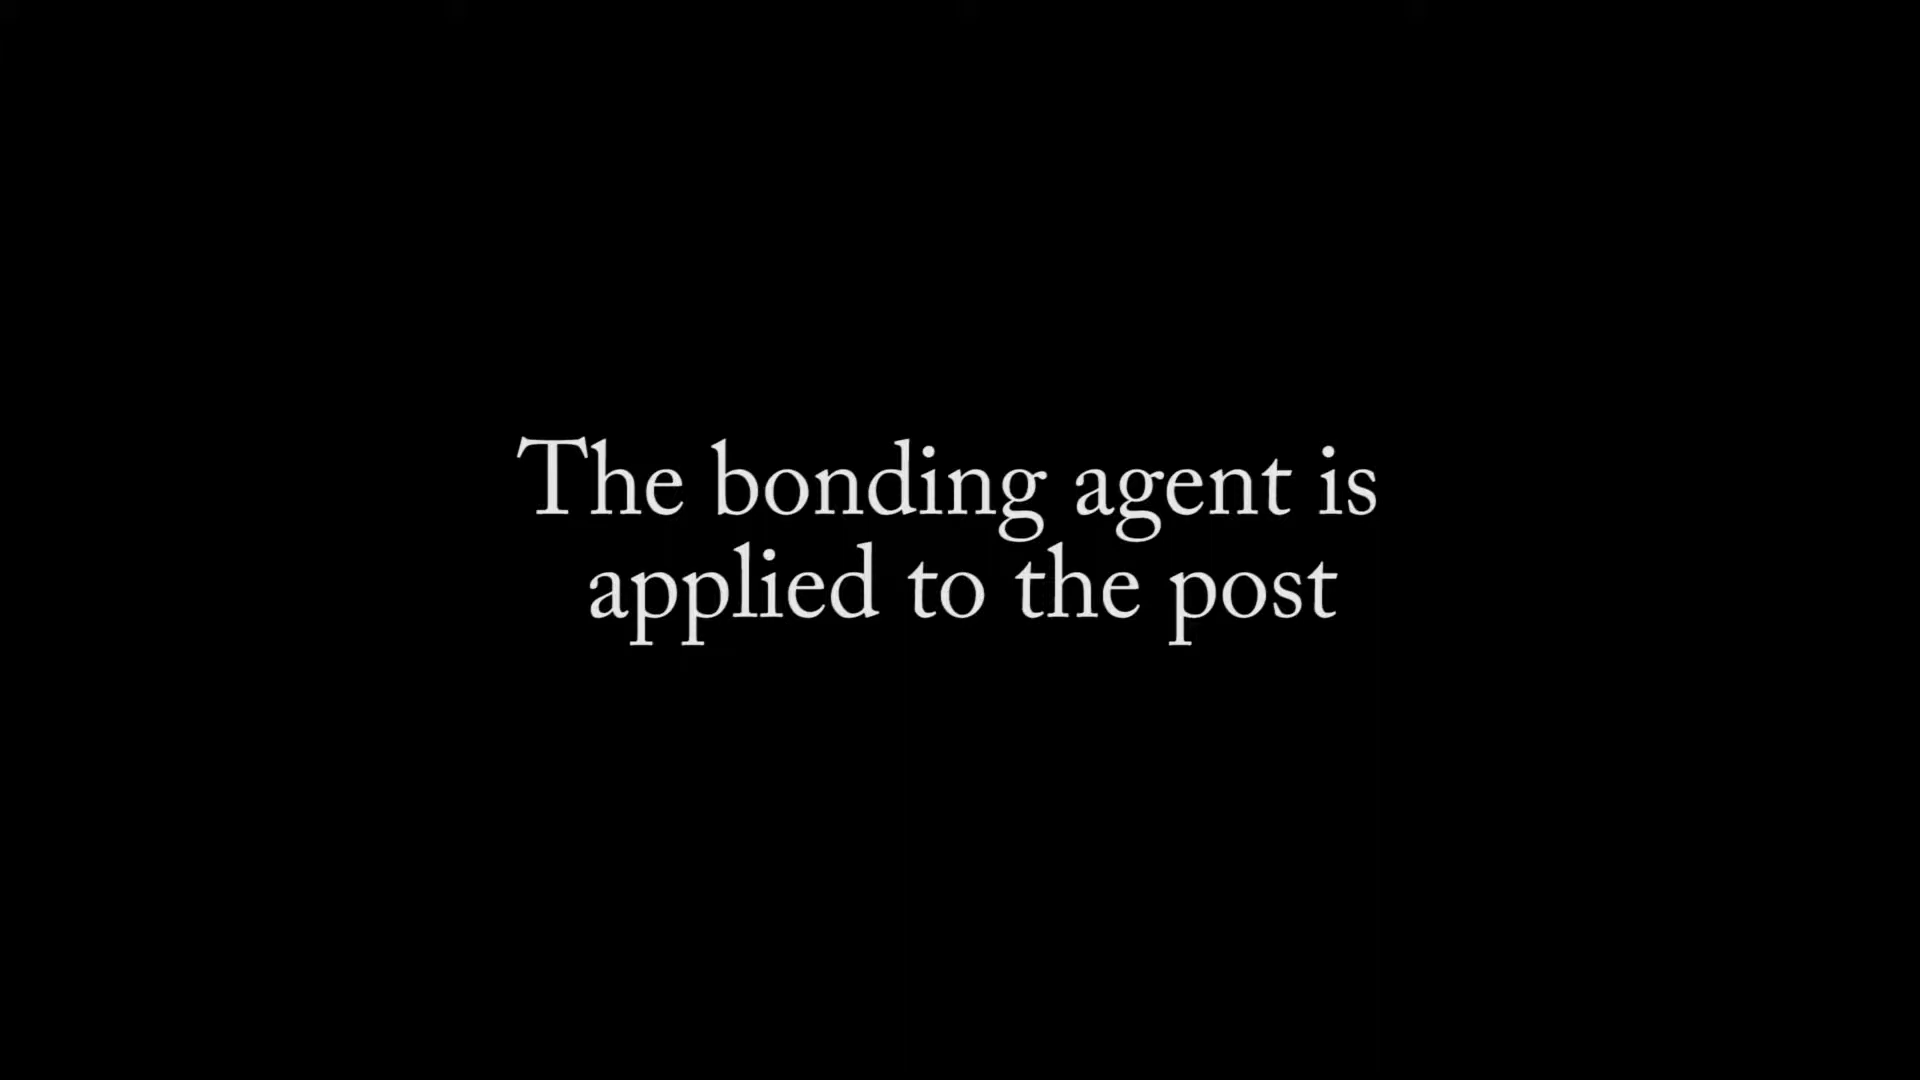 The bonding agent is
applied to the post